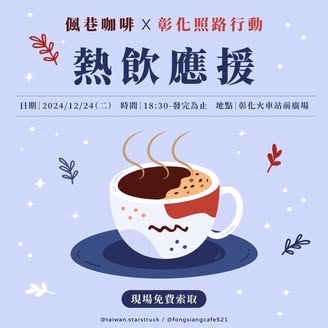 楓巷咖啡 X 彰化照路行動
熱飲應援
日期|2024/12/24(二) 時間|18:30-發完為止 地點|彰化火車站前廣場
現場免費索取
@taiwan.starstruck / @fongsiangcafe521